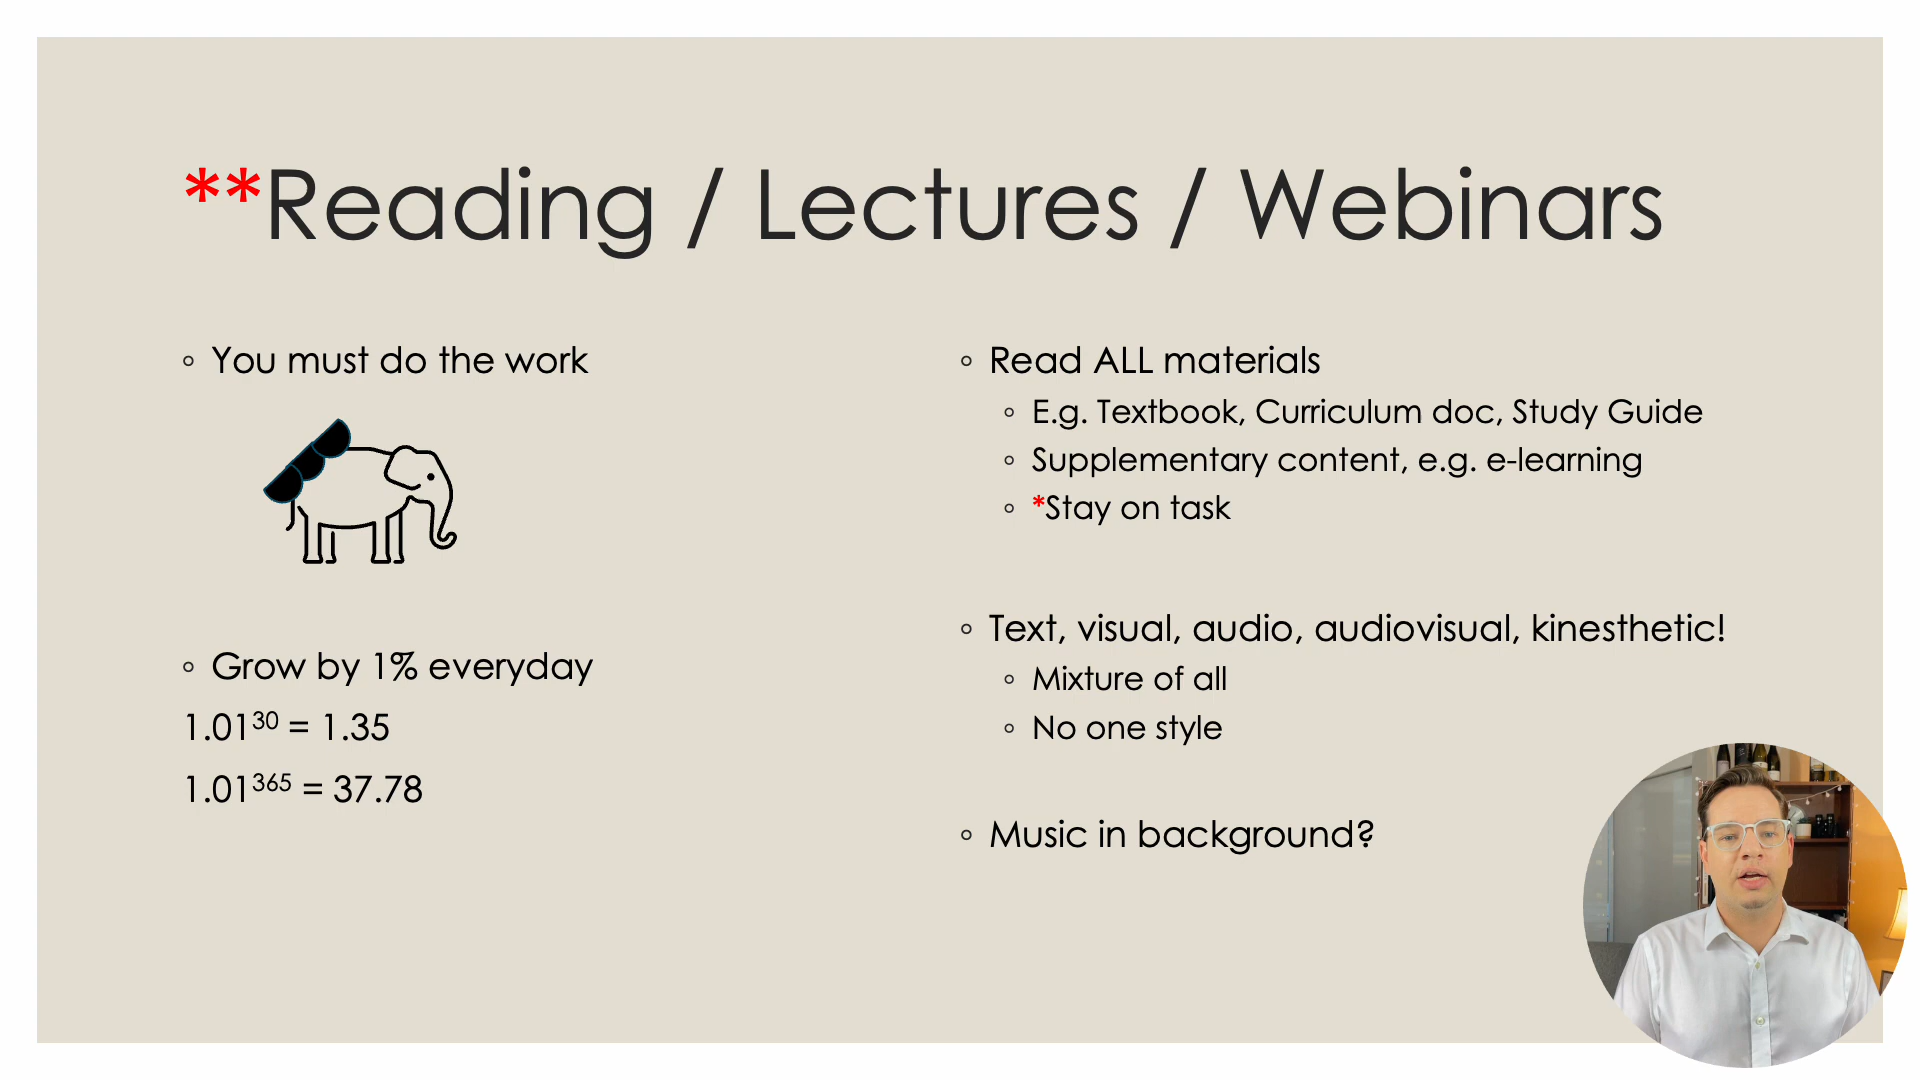 **Reading / Lectures / Webinars
◦ You must do the work
◦ Grow by 1% everyday
1.01³⁰ = 1.35
1.01³⁶⁵ = 37.78
◦ Read ALL materials
◦ E.g. Textbook, Curriculum doc, Study Guide
◦ Supplementary content, e.g. e-learning
◦ *Stay on task
◦ Text, visual, audio, audiovisual, kinesthetic!
◦ Mixture of all
◦ No one style
◦ Music in background?